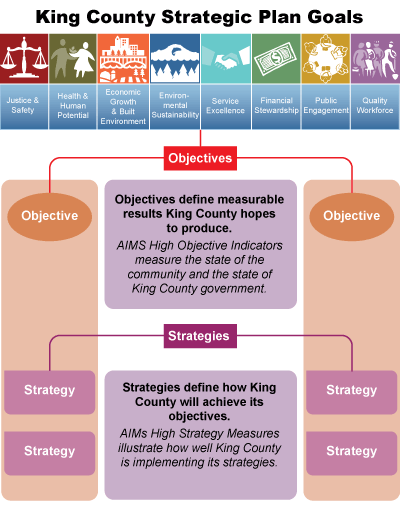 King County Strategic Plan Goals
Justice &
Safety
Health &
Human
Potential
Economic
Growth
& Built
Environment
Environ-
mental
Sustainability
Service
Excellence
Financial
Stewardship
Public
Engagement
Quality
Workforce
Objectives
Objective
Objectives define measurable
results King County hopes
to produce.
AIMS High Objective Indicators
measure the state of the
community and the state of
King County government.
Objective
Strategies
Strategy
Strategy
Strategies define how King
County will achieve its
objectives.
AIMs High Strategy Measures
illustrate how well King County
is implementing its strategies.
Strategy
Strategy